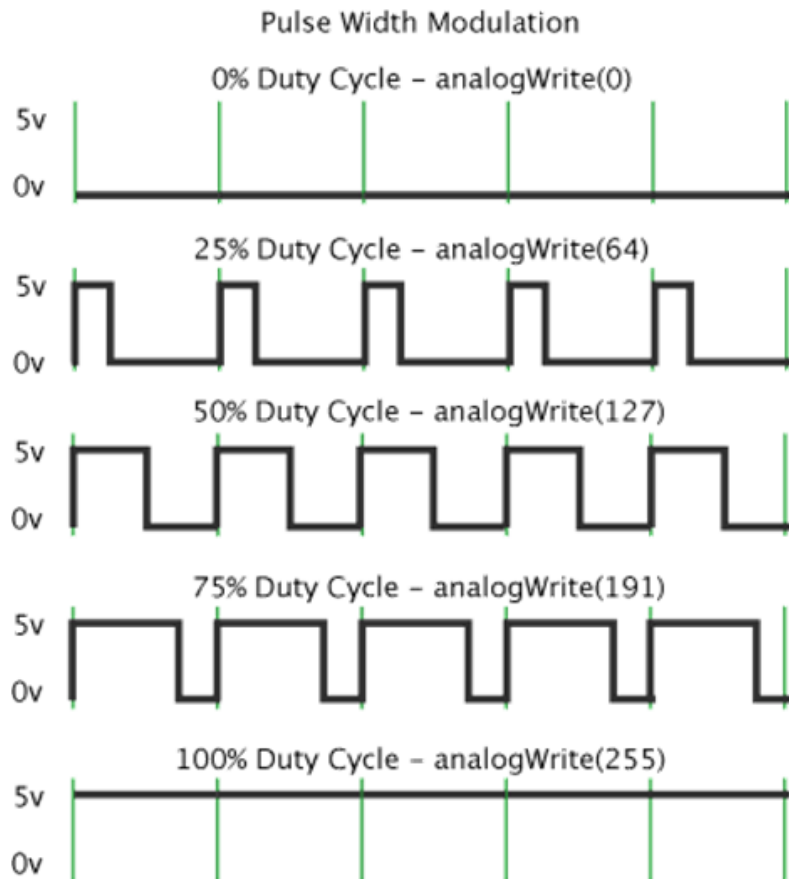 Pulse Width Modulation
0% Duty Cycle – analogWrite(0)
5v
0v
25% Duty Cycle – analogWrite(64)
5v
0v
50% Duty Cycle – analogWrite(127)
5v
0v
75% Duty Cycle – analogWrite(191)
5v
0v
100% Duty Cycle – analogWrite(255)
5v
0v